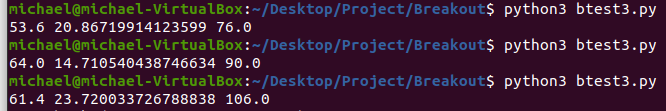 michael@michael-VirtualBox:~/Desktop/Project/Breakout$ python3 btest3.py
53.6 20.86719914123599 76.0
michael@michael-VirtualBox:~/Desktop/Project/Breakout$ python3 btest3.py
64.0 14.710540438746634 90.0
michael@michael-VirtualBox:~/Desktop/Project/Breakout$ python3 btest3.py
61.4 23.720033726788838 106.0